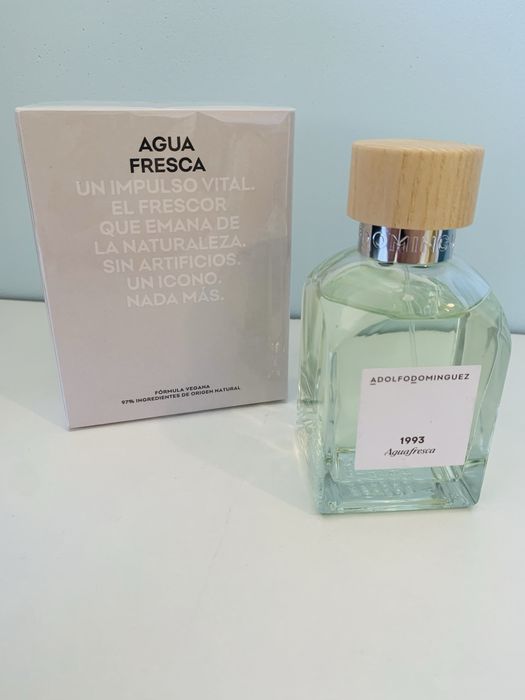 AGUA
FRESCA
UN IMPULSO VITAL.
EL FRESCOR
QUE EMANA DE
LA NATURALEZA.
SIN ARTIFICIOS.
UN ICONO.
NADA MÁS.
FÓRMULA VEGANA
97% INGREDIENTES DE ORIGEN NATURAL
DOMING
ADOLFODOMINGUEZ
1993
Aguafresca